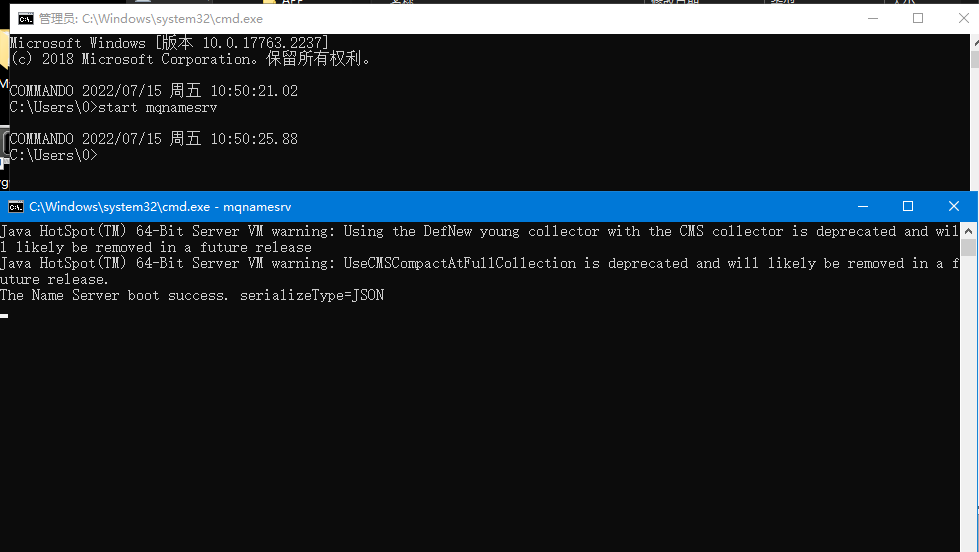 管理员: C:\Windows\system32\cmd.exe
Microsoft Windows [版本 10.0.17763.2237]
(c) 2018 Microsoft Corporation。保留所有权利。
COMMANDO 2022/07/15 周五 10:50:21.02
C:\Users\0>start mqnamesrv
COMMANDO 2022/07/15 周五 10:50:25.88
C:\Users\0>
C:\Windows\system32\cmd.exe - mqnamesrv
Java HotSpot(TM) 64-Bit Server VM warning: Using the DefNew young collector with the CMS collector is deprecated and wil
l likely be removed in a future release
Java HotSpot(TM) 64-Bit Server VM warning: UseCMSCompactAtFullCollection is deprecated and will likely be removed in a f
uture release.
The Name Server boot success. serializeType=JSON